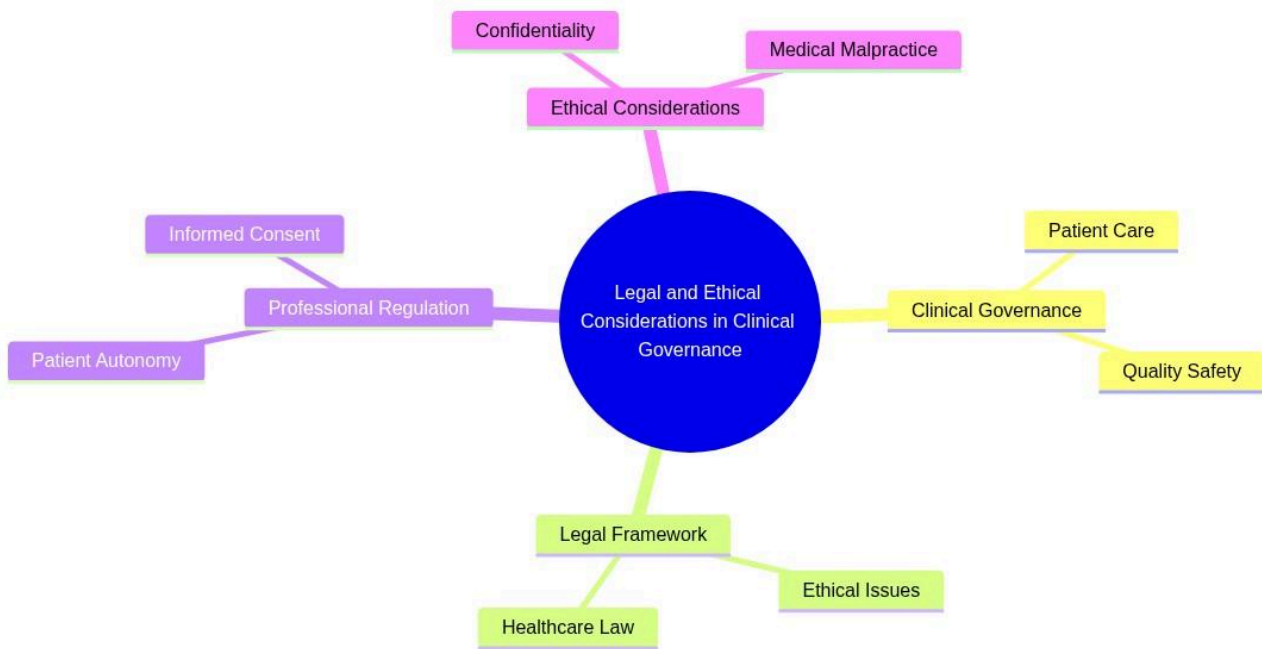 Confidentiality
Medical Malpractice
Ethical Considerations
Informed Consent
Patient Care
Professional Regulation
Legal and Ethical
Considerations in Clinical
Governance
Clinical Governance
Patient Autonomy
Quality Safety
Legal Framework
Ethical Issues
Healthcare Law